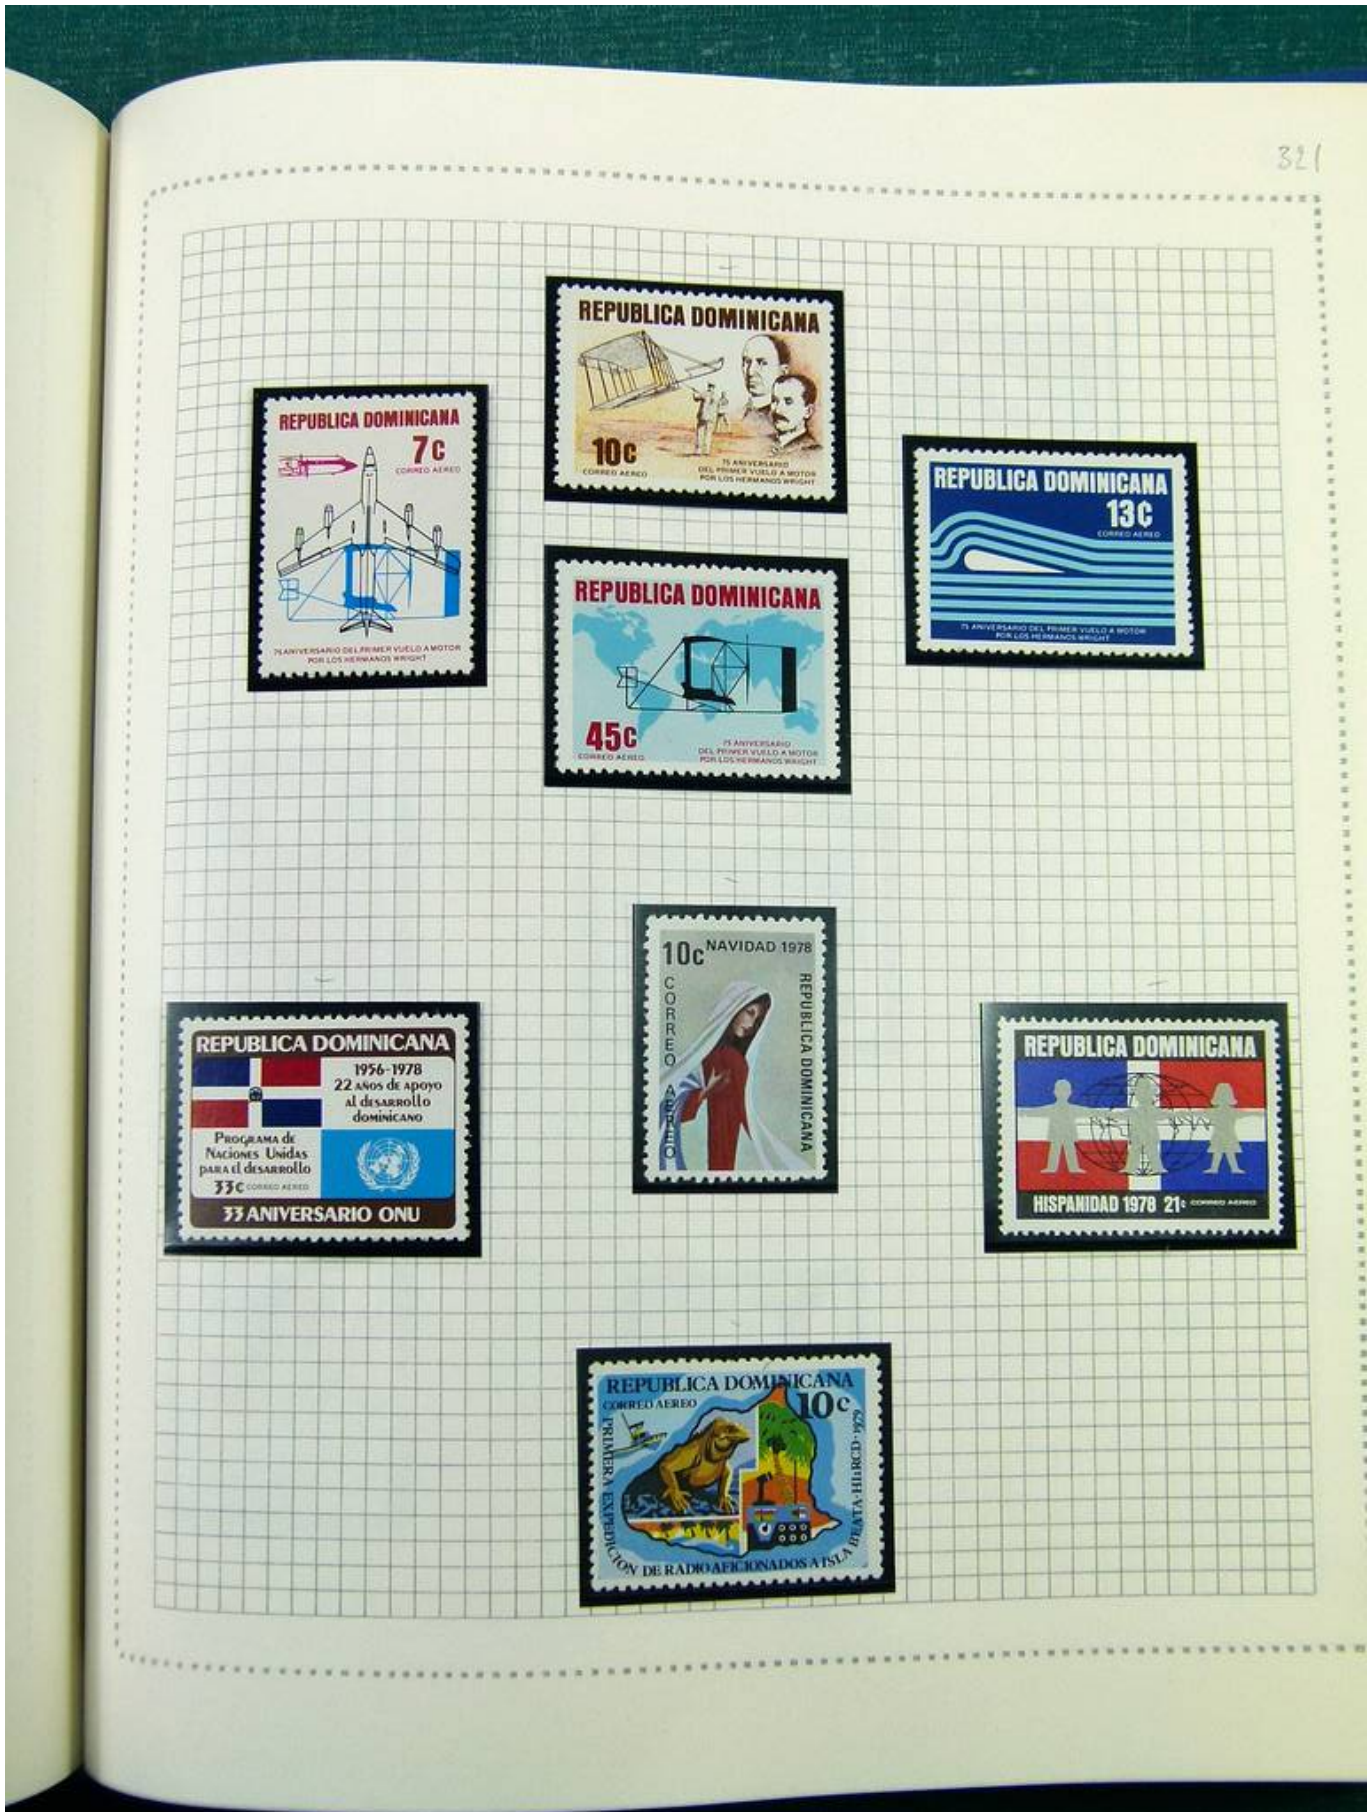 321
REPUBLICA DOMINICANA
10c
CORREO AEREO
75 ANIVERSARIO
DEL PRIMER VUELO A MOTOR
POR LOS HERMANOS WRIGHT
REPUBLICA DOMINICANA
7c
CORREO AEREO
75 ANIVERSARIO DEL PRIMER VUELO A MOTOR
POR LOS HERMANOS WRIGHT
REPUBLICA DOMINICANA
13c
CORREO AEREO
75 ANIVERSARIO DEL PRIMER VUELO A MOTOR
POR LOS HERMANOS WRIGHT
REPUBLICA DOMINICANA
45c
CORREO AEREO
75 ANIVERSARIO
DEL PRIMER VUELO A MOTOR
POR LOS HERMANOS WRIGHT
10c NAVIDAD 1978
CORREO AEREO
REPUBLICA DOMINICANA
REPUBLICA DOMINICANA
1956-1978
22 años de apoyo
al desarrollo
dominicano
Programa de
Naciones Unidas
para el desarrollo
33c CORREO AEREO
33 ANIVERSARIO ONU
REPUBLICA DOMINICANA
HISPANIDAD 1978 21c CORREO AEREO
REPUBLICA DOMINICANA
CORREO AEREO
10c
PRIMERA EXPEDICION DE RADIO AFICIONADOS A ISLA BEATA·HI1RCD·1979